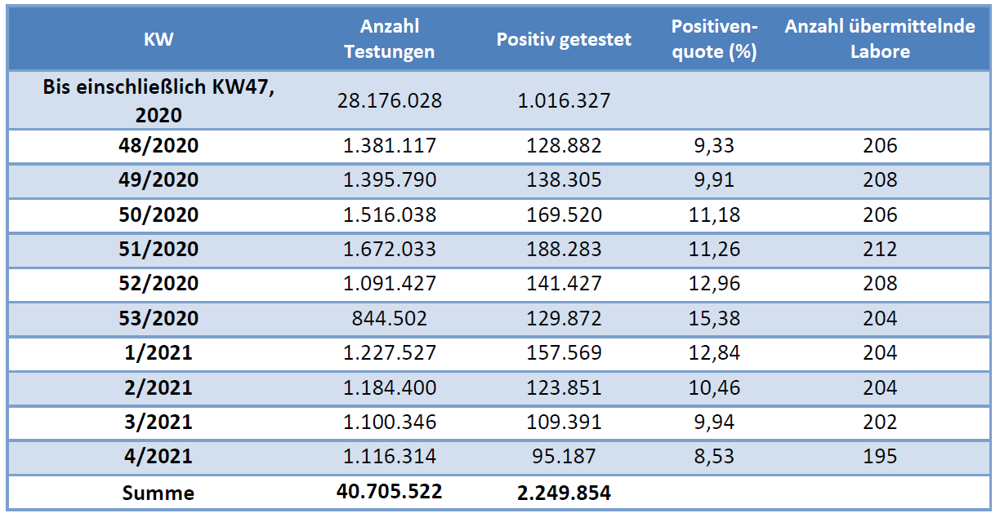 KW Anzahl Testungen Positiv getestet Positiven-quote (%) Anzahl übermittelnde Labore
Bis einschließlich KW47, 2020 28.176.028 1.016.327
48/2020 1.381.117 128.882 9,33 206
49/2020 1.395.790 138.305 9,91 208
50/2020 1.516.038 169.520 11,18 206
51/2020 1.672.033 188.283 11,26 212
52/2020 1.091.427 141.427 12,96 208
53/2020 844.502 129.872 15,38 204
1/2021 1.227.527 157.569 12,84 204
2/2021 1.184.400 123.851 10,46 204
3/2021 1.100.346 109.391 9,94 202
4/2021 1.116.314 95.187 8,53 195
Summe 40.705.522 2.249.854